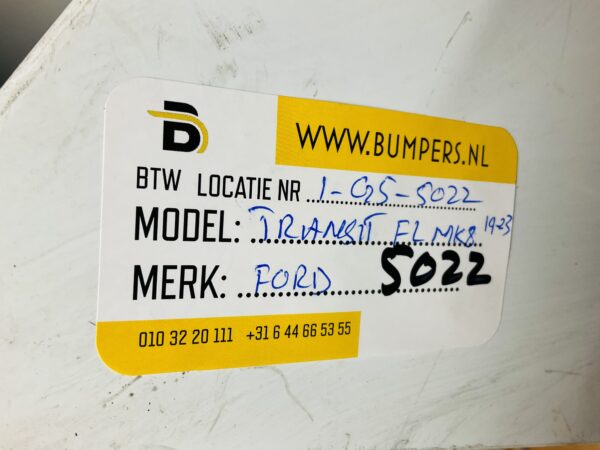 B
WWW.BUMPERS.NL
BTW LOCATIE NR 1-Q5-5022
MODEL: TRANSIT FL MK8 19-23
MERK: FORD 5022
010 32 20 111 +31 6 44 66 53 55